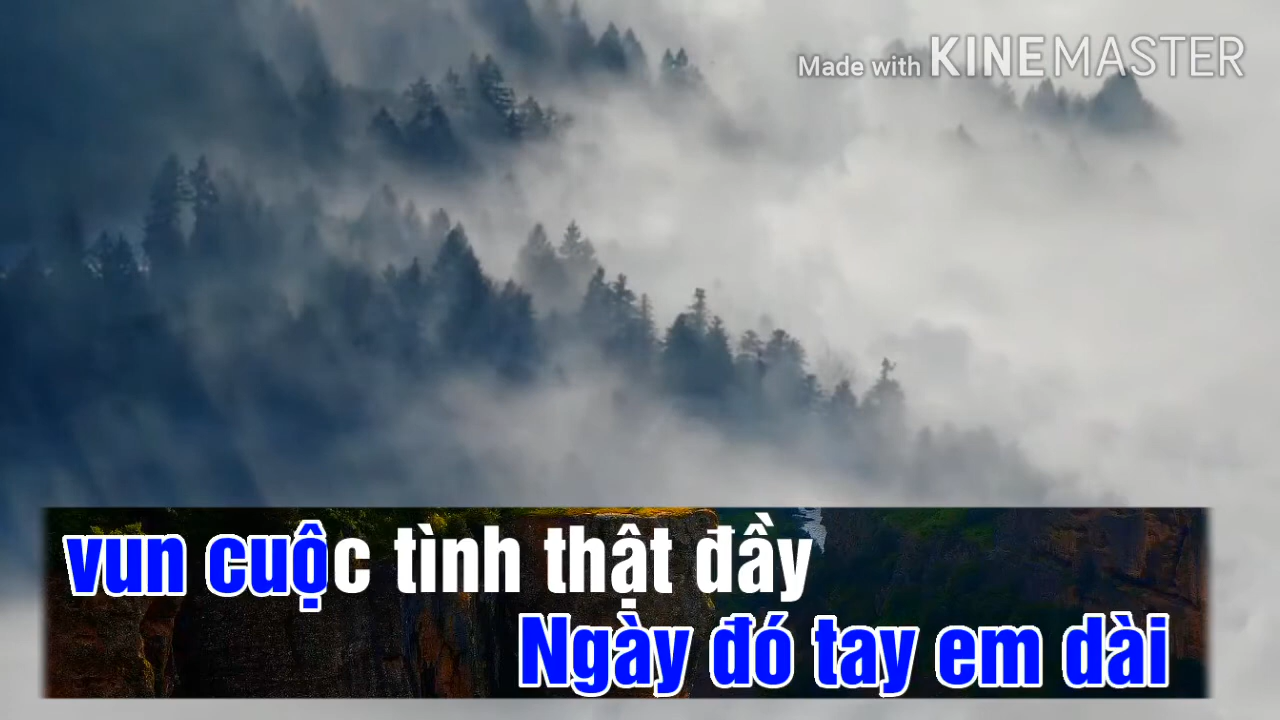 Made with KINEMASTER
vun cuộc tình thật đầy
Ngày đó tay em dài